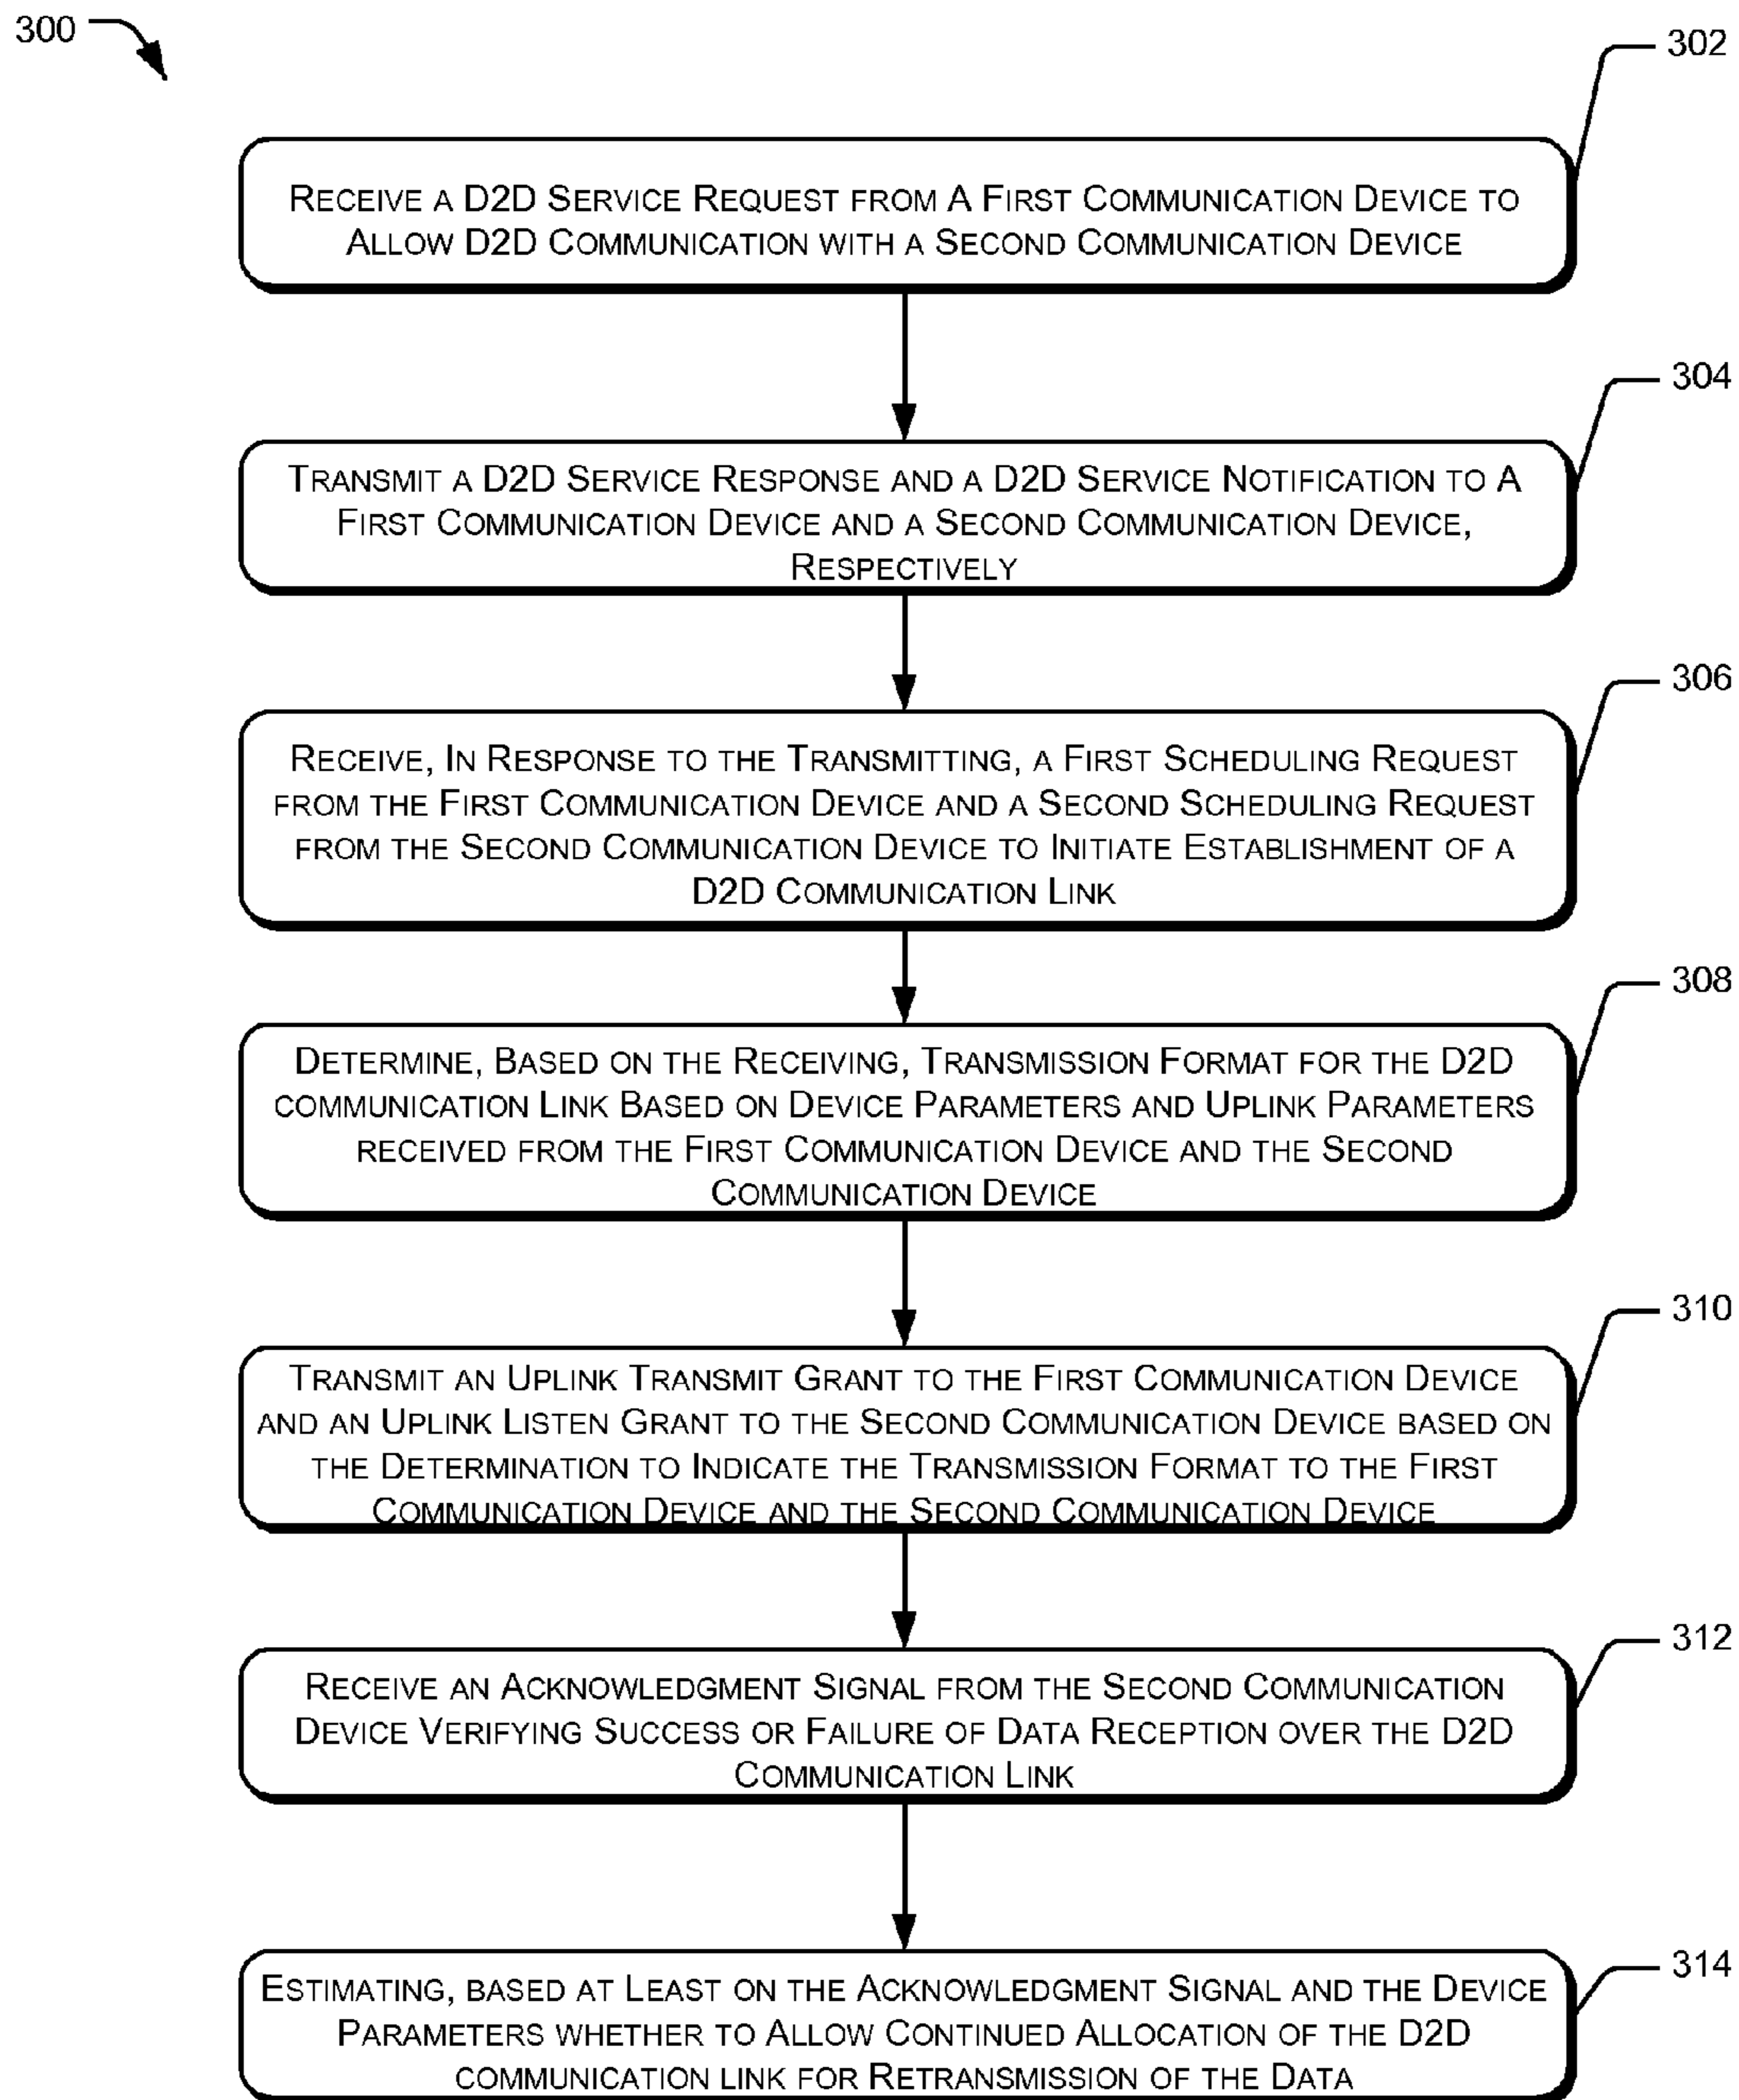 300
302
RECEIVE A D2D SERVICE REQUEST FROM A FIRST COMMUNICATION DEVICE TO
ALLOW D2D COMMUNICATION WITH A SECOND COMMUNICATION DEVICE
304
TRANSMIT A D2D SERVICE RESPONSE AND A D2D SERVICE NOTIFICATION TO A
FIRST COMMUNICATION DEVICE AND A SECOND COMMUNICATION DEVICE,
RESPECTIVELY
306
RECEIVE, IN RESPONSE TO THE TRANSMITTING, A FIRST SCHEDULING REQUEST
FROM THE FIRST COMMUNICATION DEVICE AND A SECOND SCHEDULING REQUEST
FROM THE SECOND COMMUNICATION DEVICE TO INITIATE ESTABLISHMENT OF A
D2D COMMUNICATION LINK
308
DETERMINE, BASED ON THE RECEIVING, TRANSMISSION FORMAT FOR THE D2D
COMMUNICATION LINK BASED ON DEVICE PARAMETERS AND UPLINK PARAMETERS
RECEIVED FROM THE FIRST COMMUNICATION DEVICE AND THE SECOND
COMMUNICATION DEVICE
310
TRANSMIT AN UPLINK TRANSMIT GRANT TO THE FIRST COMMUNICATION DEVICE
AND AN UPLINK LISTEN GRANT TO THE SECOND COMMUNICATION DEVICE BASED ON
THE DETERMINATION TO INDICATE THE TRANSMISSION FORMAT TO THE FIRST
COMMUNICATION DEVICE AND THE SECOND COMMUNICATION DEVICE
312
RECEIVE AN ACKNOWLEDGMENT SIGNAL FROM THE SECOND COMMUNICATION
DEVICE VERIFYING SUCCESS OR FAILURE OF DATA RECEPTION OVER THE D2D
COMMUNICATION LINK
314
ESTIMATING, BASED AT LEAST ON THE ACKNOWLEDGMENT SIGNAL AND THE DEVICE
PARAMETERS WHETHER TO ALLOW CONTINUED ALLOCATION OF THE D2D
COMMUNICATION LINK FOR RETRANSMISSION OF THE DATA